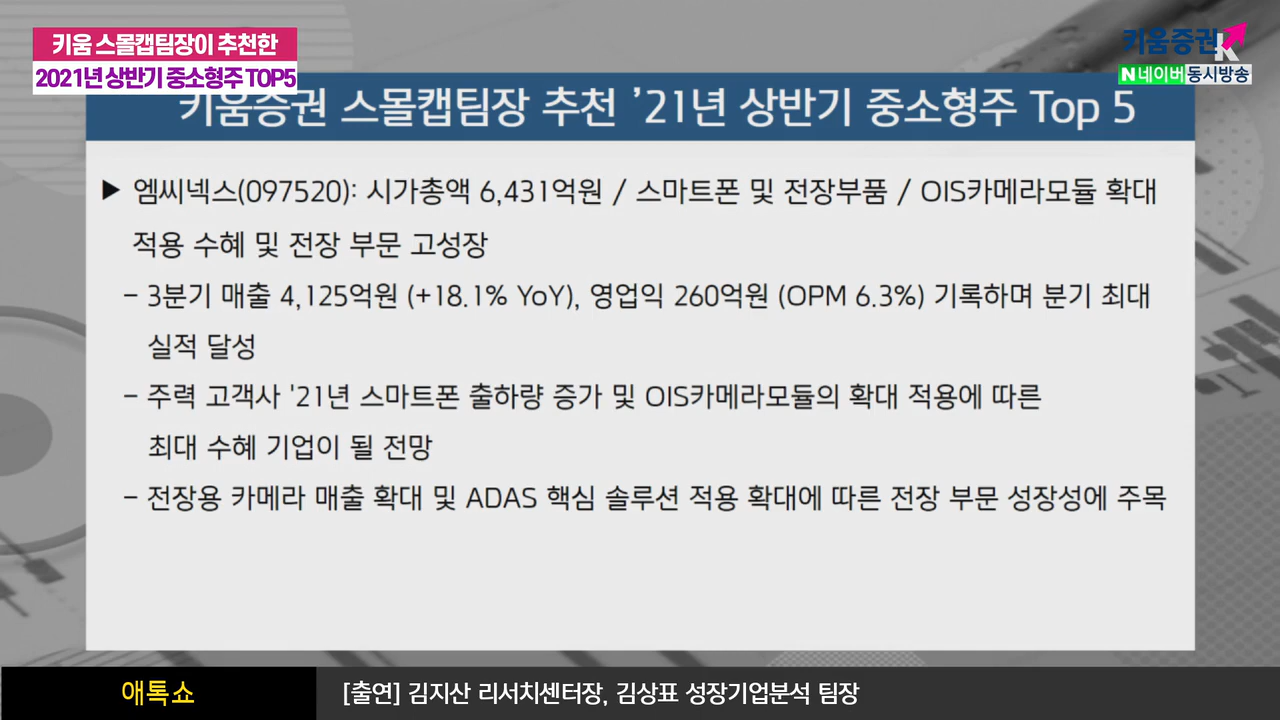 키움 스몰캡팀장이 추천한
2021년 상반기 중소형주 TOP5
키움증권
N 네이버 동시방송
키움증권 스몰캡팀장 추천 ’21년 상반기 중소형주 Top 5
▶ 엠씨넥스(097520): 시가총액 6,431억원 / 스마트폰 및 전장부품 / OIS카메라모듈 확대
적용 수혜 및 전장 부문 고성장
– 3분기 매출 4,125억원 (+18.1% YoY), 영업익 260억원 (OPM 6.3%) 기록하며 분기 최대
실적 달성
– 주력 고객사 '21년 스마트폰 출하량 증가 및 OIS카메라모듈의 확대 적용에 따른
최대 수혜 기업이 될 전망
– 전장용 카메라 매출 확대 및 ADAS 핵심 솔루션 적용 확대에 따른 전장 부문 성장성에 주목
애톡쇼
[출연] 김지산 리서치센터장, 김상표 성장기업분석 팀장